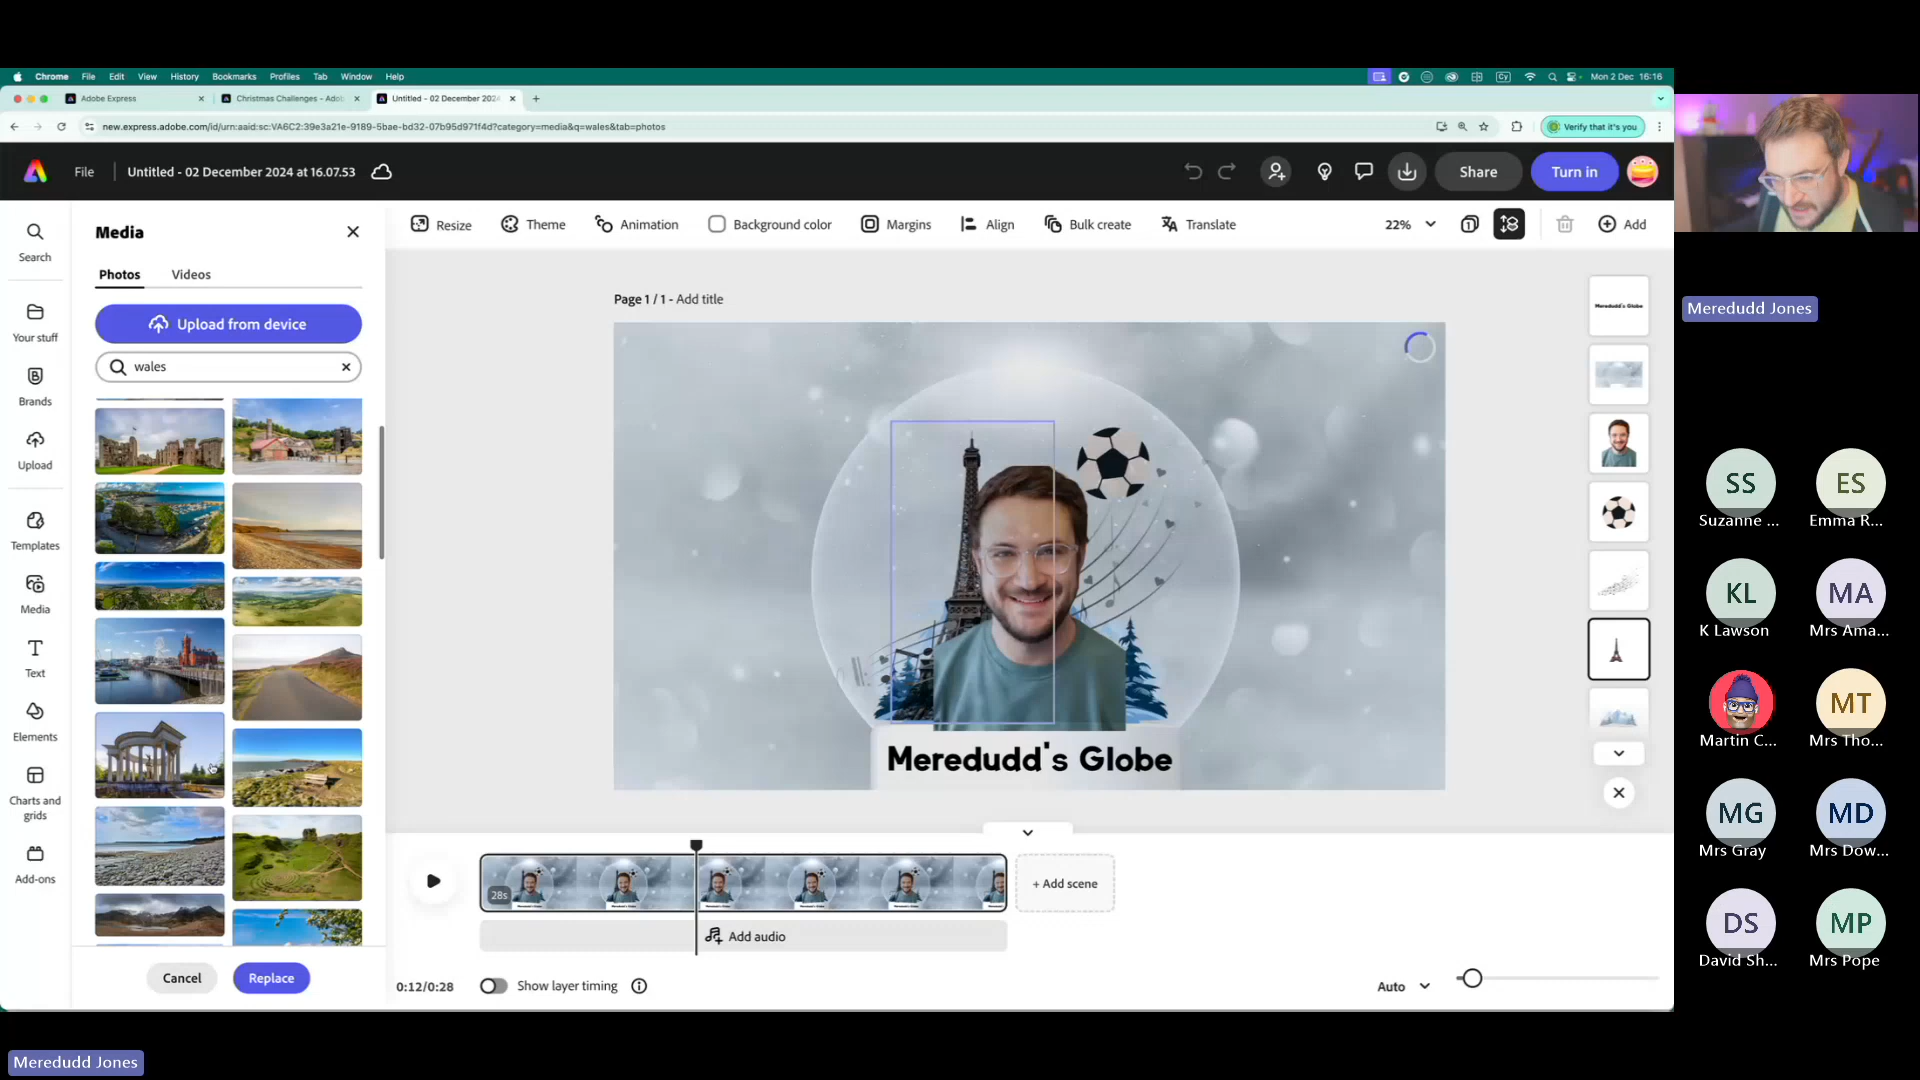 Chrome File Edit View History Bookmarks Profiles Tab Window Help
Cy Mon 2 Dec 16:16
Adobe Express
Christmas Challenges - Ado
Untitled - 02 December 2024
new.express.adobe.com/id/urn:aaid:sc:VA6C2:39e3a21e-9189-5bae-bd32-07b95d971f4d?category=media&q=wales&tab=photos
Verify that it's you
File
Untitled - 02 December 2024 at 16.07.53
Share
Turn in
Search
Your stuff
Brands
Upload
Templates
Media
Text
Elements
Charts and
grids
Add-ons
Media
Photos
Videos
Upload from device
wales
Cancel
Replace
Resize
Theme
Animation
Background color
Margins
Align
Bulk create
Translate
22%
1
Add
Page 1 / 1 - Add title
Meredudd's Globe
Meredudd's Globe
28s
+ Add scene
Add audio
0:12/0:28
Show layer timing
Auto
Meredudd Jones
SS
Suzanne ...
ES
Emma R...
KL
K Lawson
MA
Mrs Ama...
Martin C...
MT
Mrs Tho...
MG
Mrs Gray
MD
Mrs Dow...
DS
David Sh...
MP
Mrs Pope
Meredudd Jones